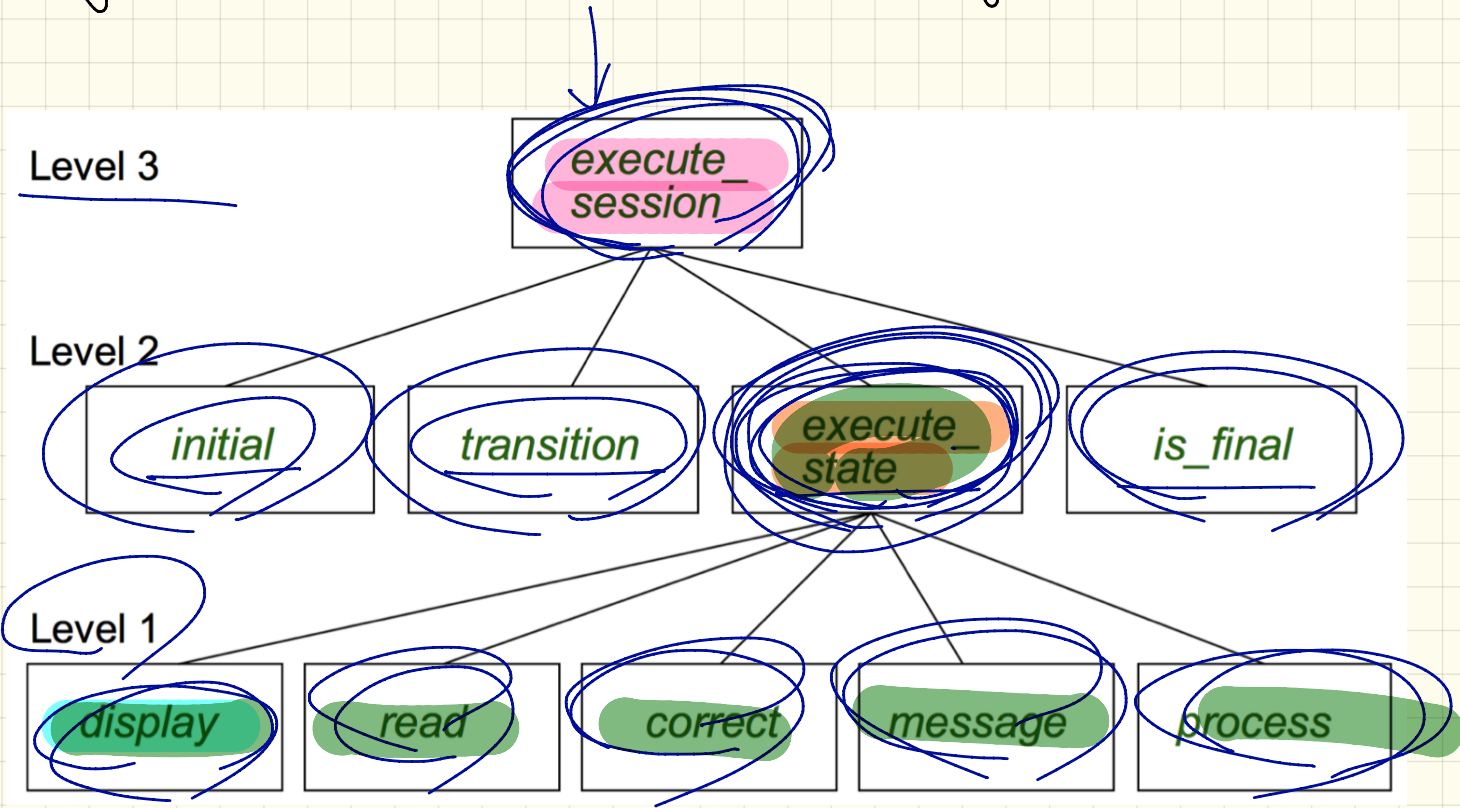 Level 3
execute_
session
Level 2
initial
transition
execute_
state
is_final
Level 1
display
read
correct
message
process